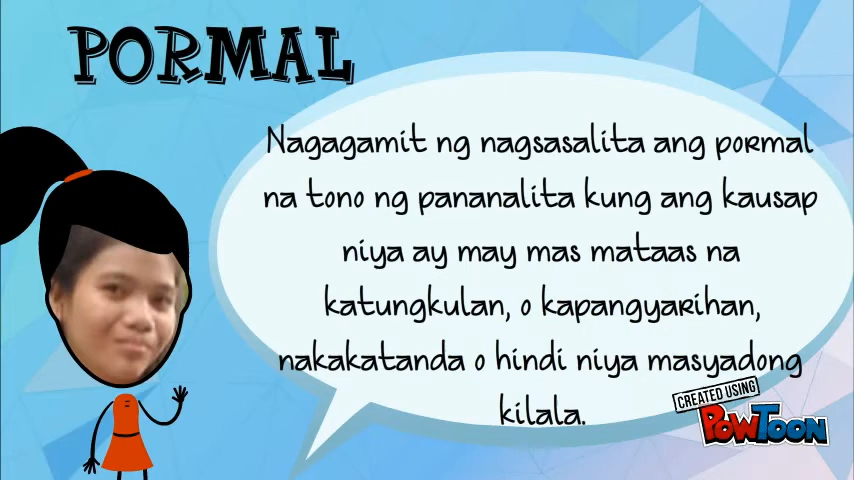 PORMAL
Nagagamit ng nagsasalita ang pormal
na tono ng pananalita kung ang kausap
niya ay may mas mataas na
katungkulan, o kapangyarihan,
nakakatanda o hindi niya masyadong
kilala.
CREATED USING
POWTOON